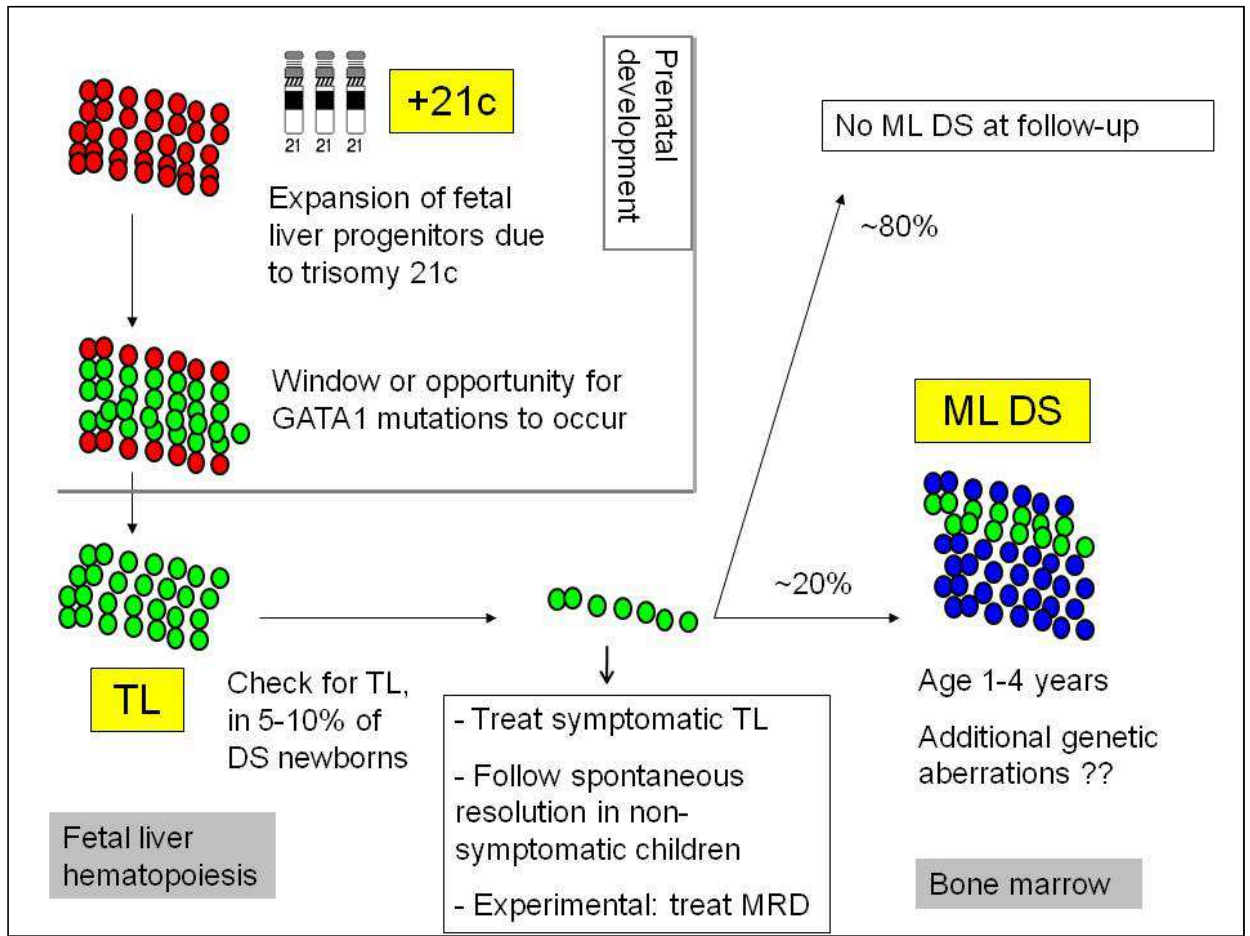 21 21 21
+21c
Prenatal
development
Expansion of fetal
liver progenitors due
to trisomy 21c
Window or opportunity for
GATA1 mutations to occur
TL
Check for TL,
in 5-10% of
DS newborns
Fetal liver
hematopoiesis
- Treat symptomatic TL
- Follow spontaneous
resolution in non-
symptomatic children
- Experimental: treat MRD
No ML DS at follow-up
~80%
~20%
ML DS
Age 1-4 years
Additional genetic
aberrations ??
Bone marrow